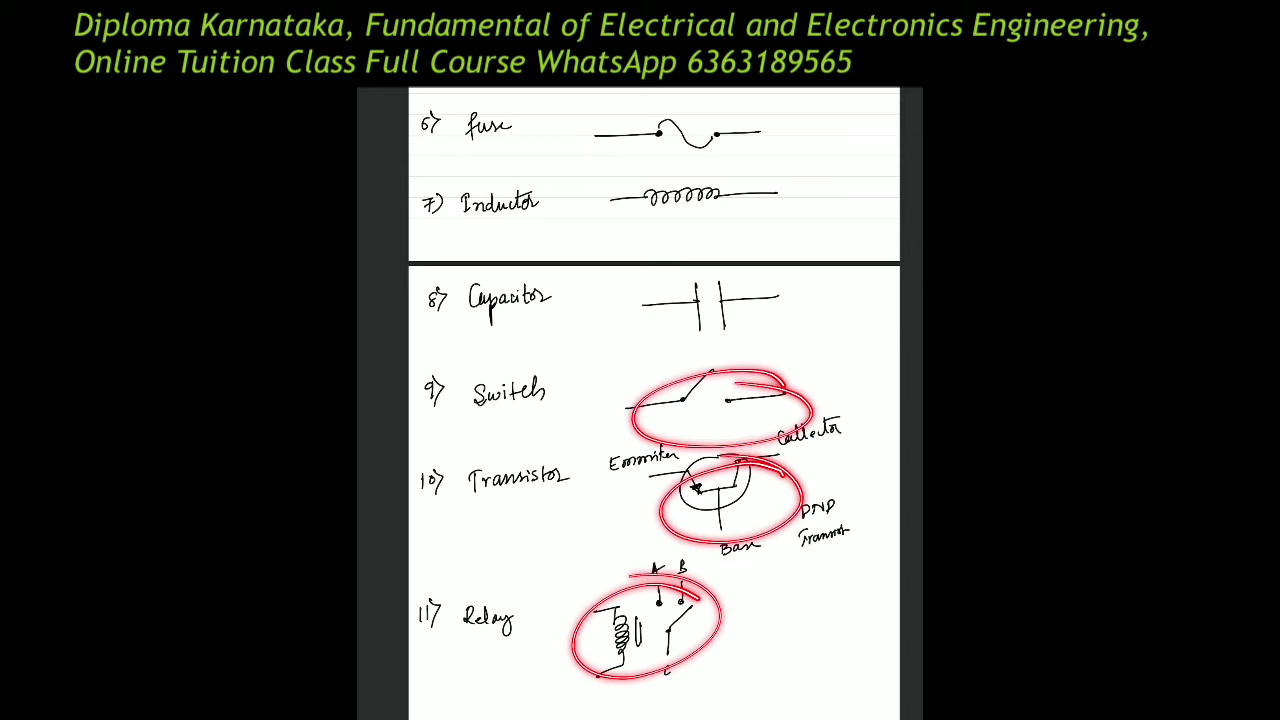 Diploma Karnataka, Fundamental of Electrical and Electronics Engineering,
Online Tuition Class Full Course WhatsApp 6363189565
6) fuse
7) Inductor
8) Capacitor
9) Switch
Collector
Emmiter
10) Transistor
PNP
Base
A B
11) Relay
C